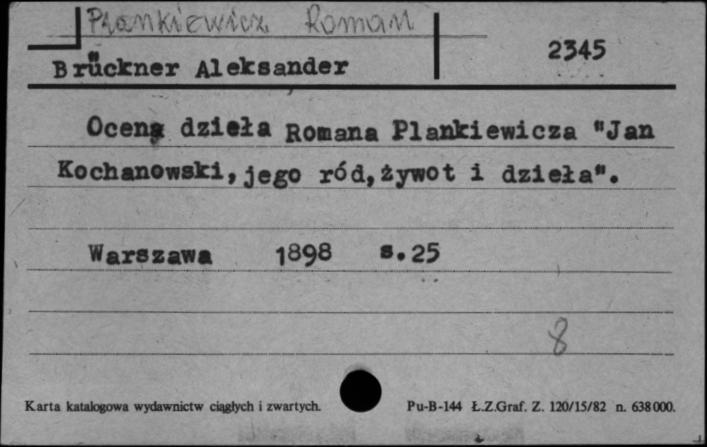 Plankiewicz Roman
2345
Brückner Aleksander
Oceną dzieła Romana Plankiewicza "Jan
Kochanowski, jego ród, żywot i dzieła".
Warszawa 1898 s.25
8
Karta katalogowa wydawnictw ciągłych i zwartych.
Pu-B-144 Ł.Z.Graf. Z. 120/15/82 n. 638000.